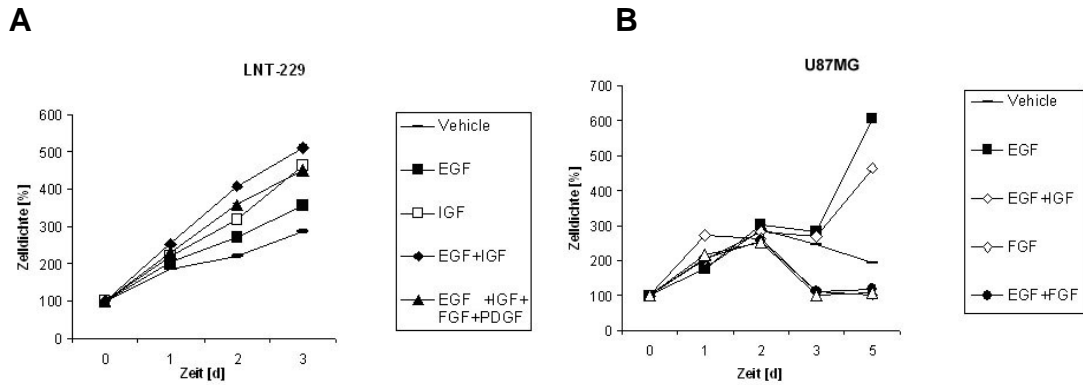 A
LNT-229
Zelldichte [%]
600
500
400
300
200
100
0
0 1 2 3
Zeit [d]
Vehicle
EGF
IGF
EGF+IGF
EGF +IGF+
FGF+PDGF
B
U87MG
Zelldichte [%]
700
600
500
400
300
200
100
0
0 1 2 3 5
Zeit [d]
Vehicle
EGF
EGF+IGF
FGF
EGF+FGF